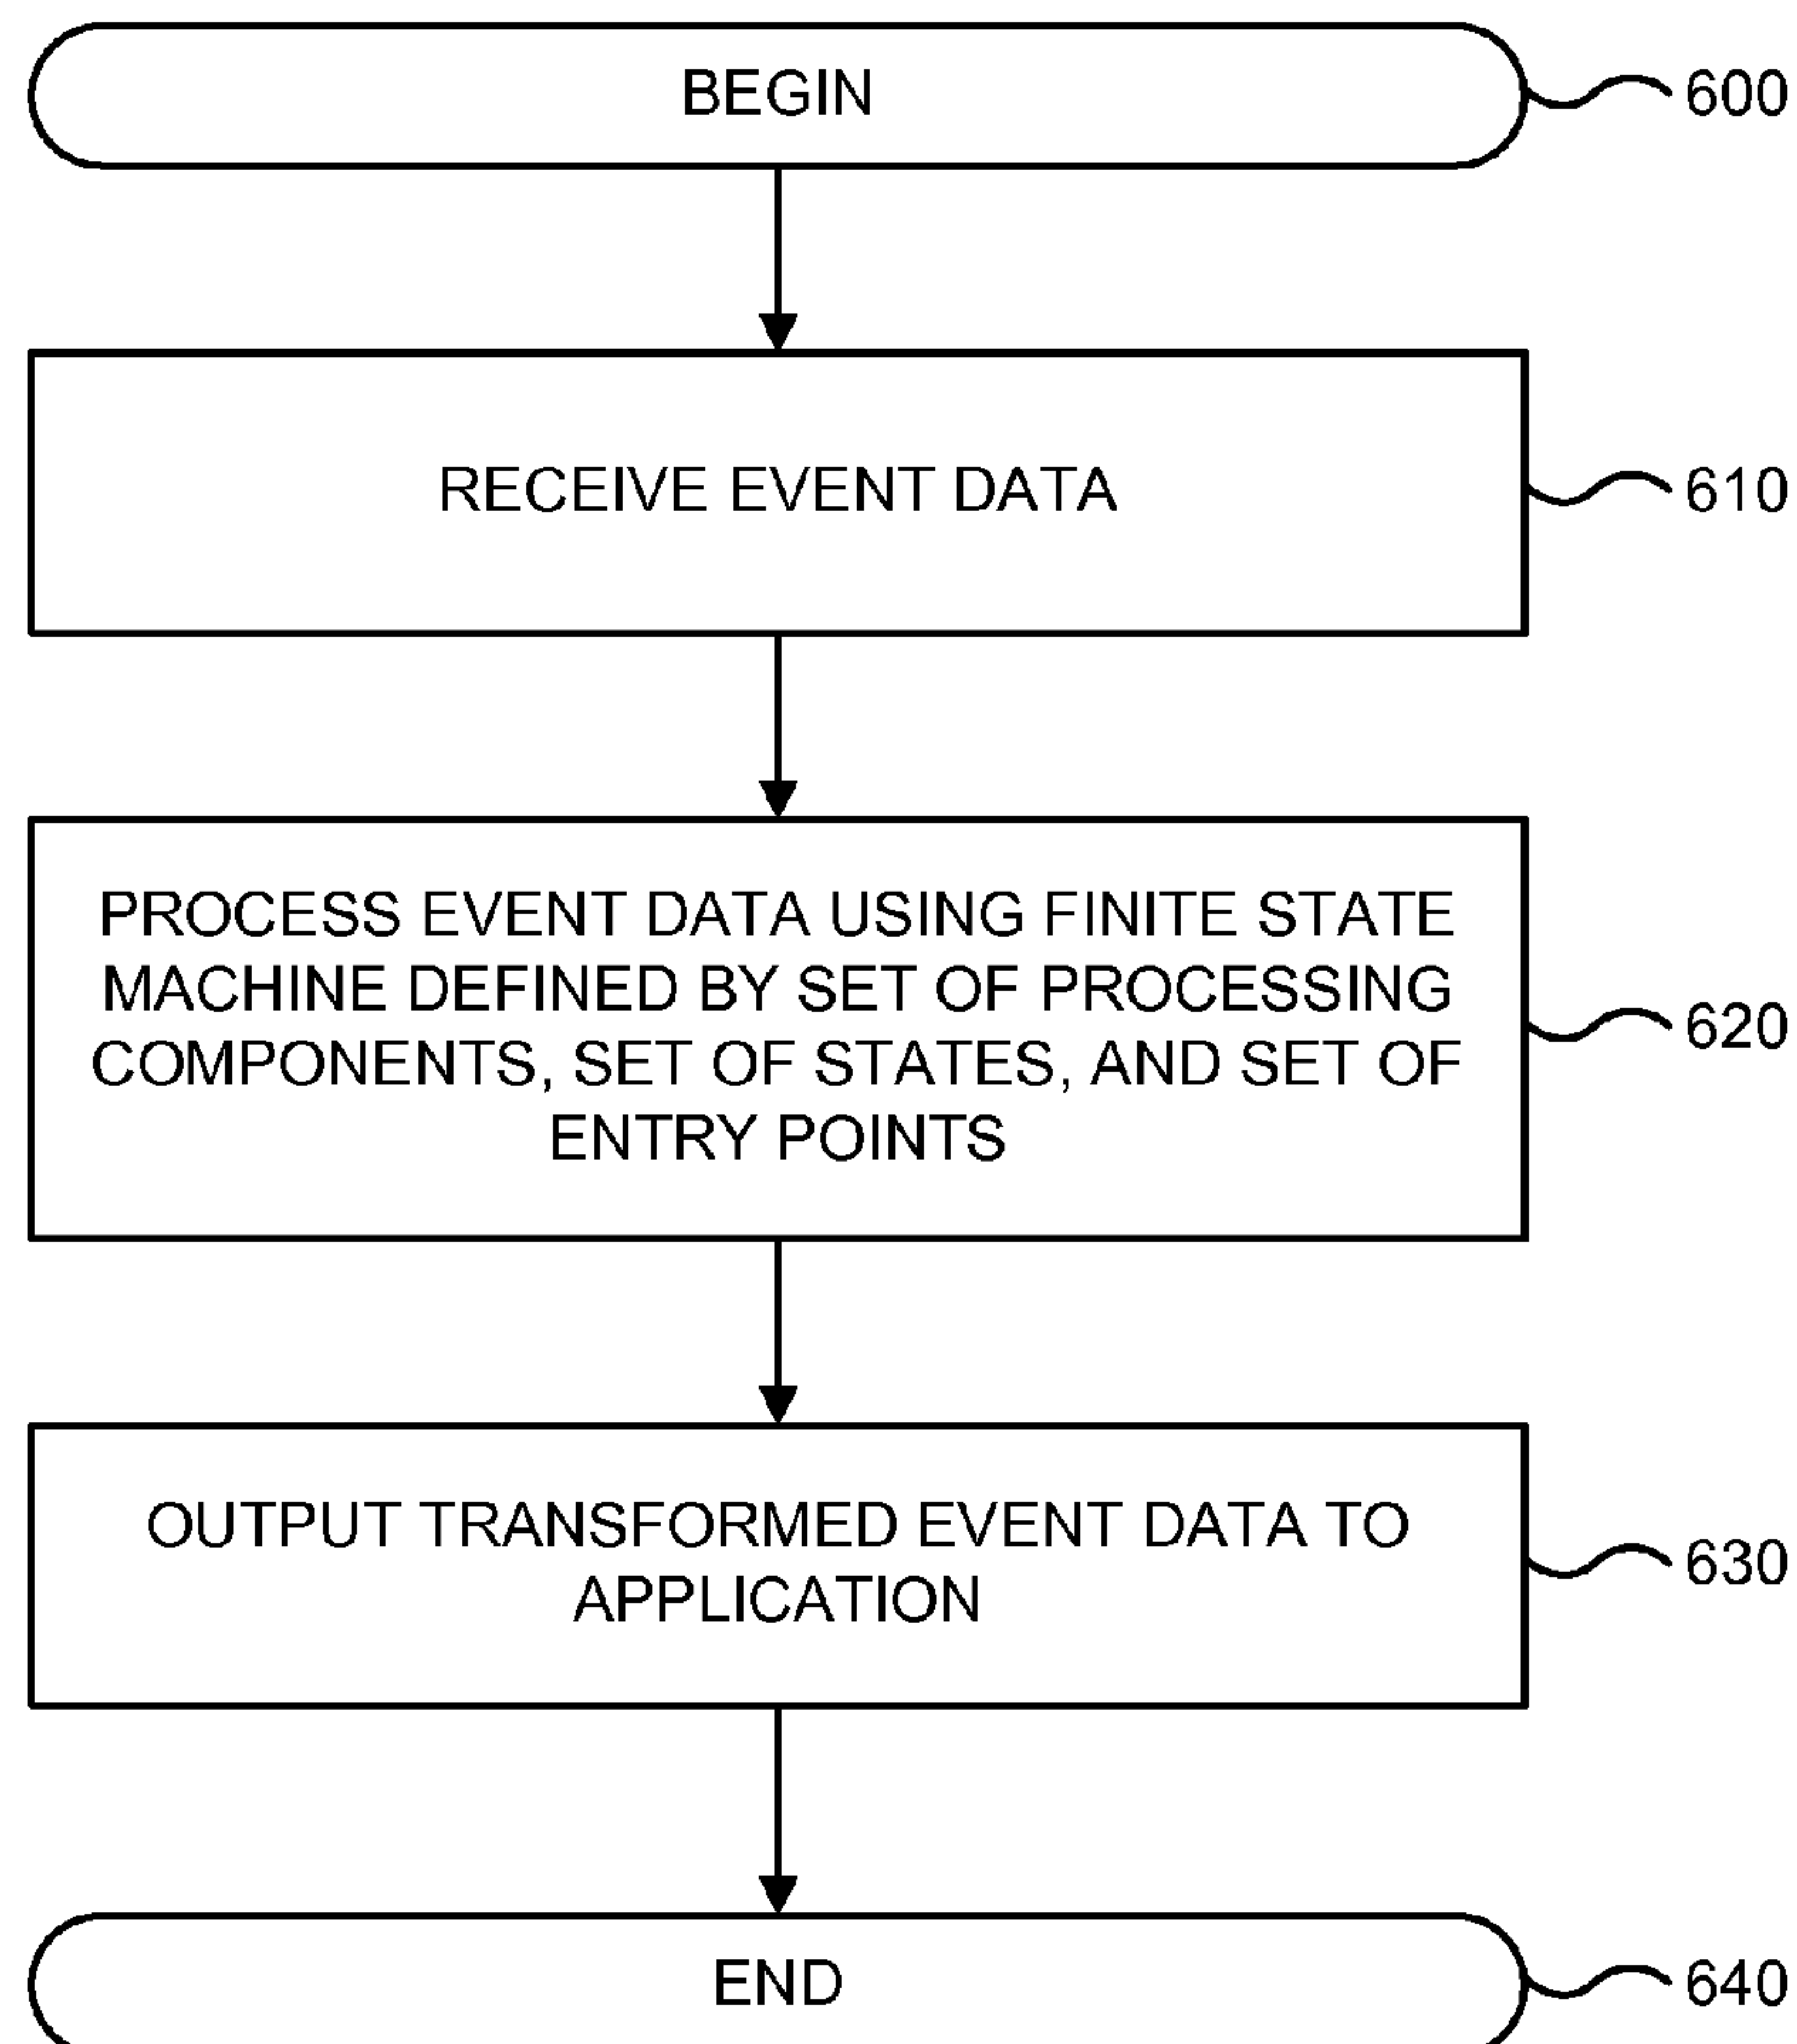 BEGIN
600
RECEIVE EVENT DATA
610
PROCESS EVENT DATA USING FINITE STATE
MACHINE DEFINED BY SET OF PROCESSING
COMPONENTS, SET OF STATES, AND SET OF
ENTRY POINTS
620
OUTPUT TRANSFORMED EVENT DATA TO
APPLICATION
630
END
640